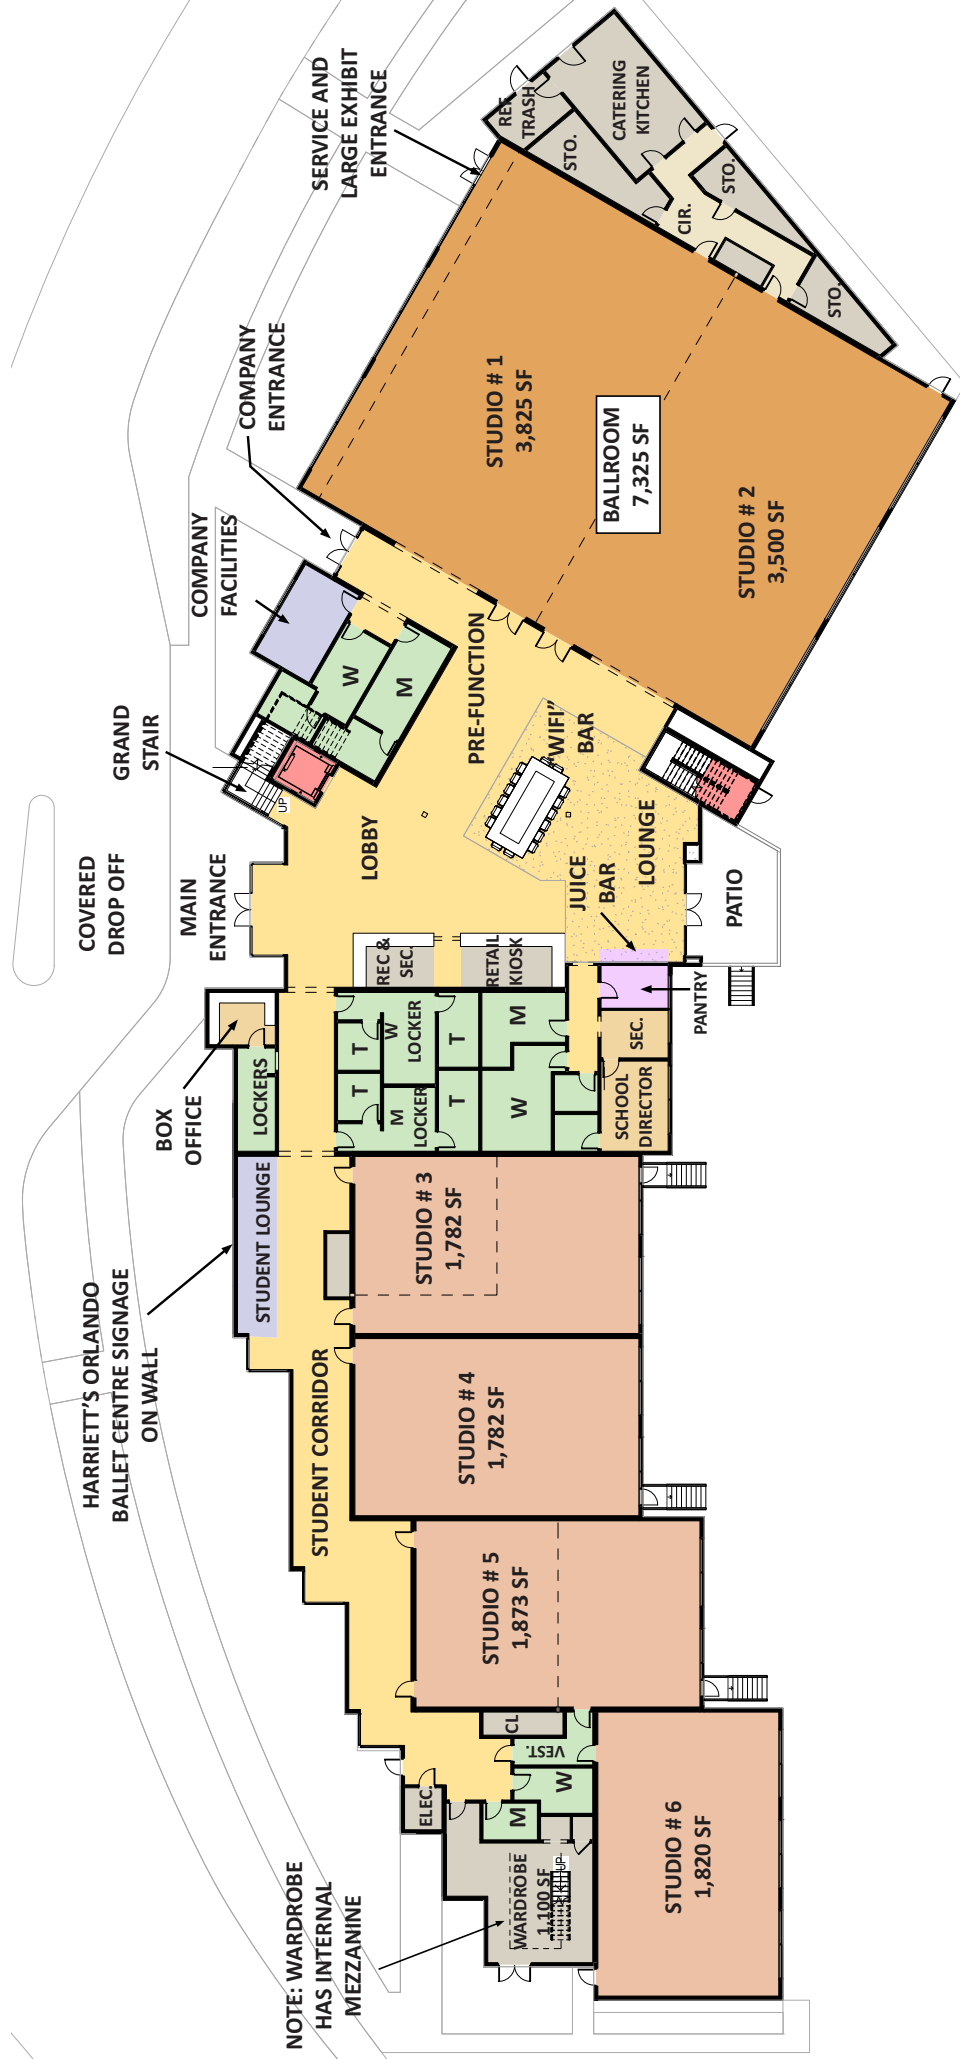 NOTE: WARDROBE
HAS INTERNAL
MEZZANINE
HARRIETT'S ORLANDO
BALLET CENTRE SIGNAGE
ON WALL
BOX
OFFICE
COVERED
DROP OFF
MAIN
ENTRANCE
GRAND
STAIR
COMPANY
FACILITIES
COMPANY
ENTRANCE
SERVICE AND
LARGE EXHIBIT
ENTRANCE
ELEC.
STUDENT CORRIDOR
STUDENT LOUNGE
LOCKERS
UP
LOBBY
W
M
PRE-FUNCTION
REF
TRASH
STO.
CATERING
KITCHEN
CIR.
STO.
STO.
WARDROBE
1,100 SF
UP
M
W
VEST.
CL
T
T
M
LOCKER
W
LOCKER
T
T
W
M
REC &
SEC.
RETAIL
KIOSK
"WIFI"
BAR
JUICE
BAR
LOUNGE
SCHOOL
DIRECTOR
SEC.
PANTRY
PATIO
STUDIO # 1
3,825 SF
BALLROOM
7,325 SF
STUDIO # 2
3,500 SF
STUDIO # 3
1,782 SF
STUDIO # 4
1,782 SF
STUDIO # 5
1,873 SF
STUDIO # 6
1,820 SF